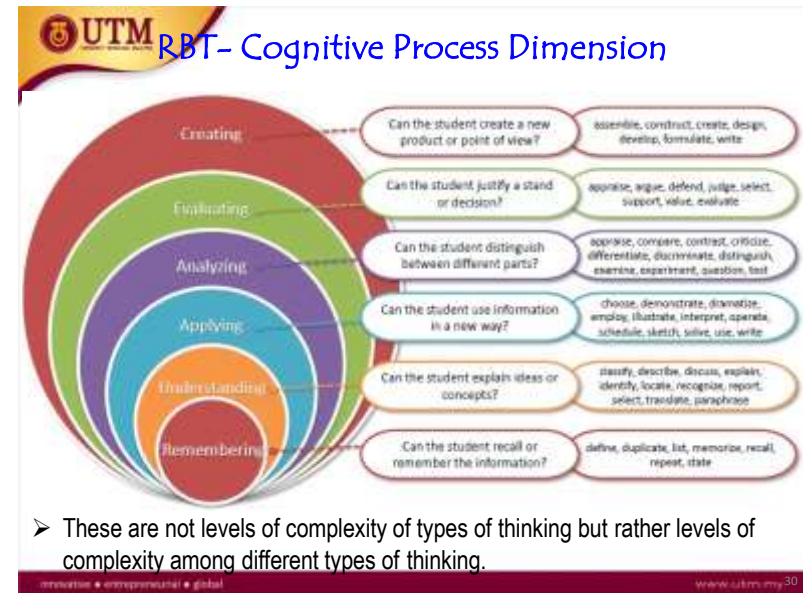 UTM
RBT- Cognitive Process Dimension
Creating
Can the student create a new
product or point of view?
assemble, construct, create, design,
develop, formulate, write
Evaluating
Can the student justify a stand
or decision?
appraise, argue, defend, judge, select,
support, value, evaluate
Analyzing
Can the student distinguish
between different parts?
appraise, compare, contrast, criticize,
differentiate, discriminate, distinguish,
examine, experiment, question, test
Applying
Can the student use information
in a new way?
choose, demonstrate, dramatize,
employ, illustrate, interpret, operate,
schedule, sketch, solve, use, write
Understanding
Can the student explain ideas or
concepts?
classify, describe, discuss, explain,
identify, locate, recognize, report,
select, translate, paraphrase
Remembering
Can the student recall or
remember the information?
define, duplicate, list, memorize, recall,
repeat, state
➢ These are not levels of complexity of types of thinking but rather levels of
complexity among different types of thinking.
innovative ● entrepreneurial ● global
www.utm.my
30